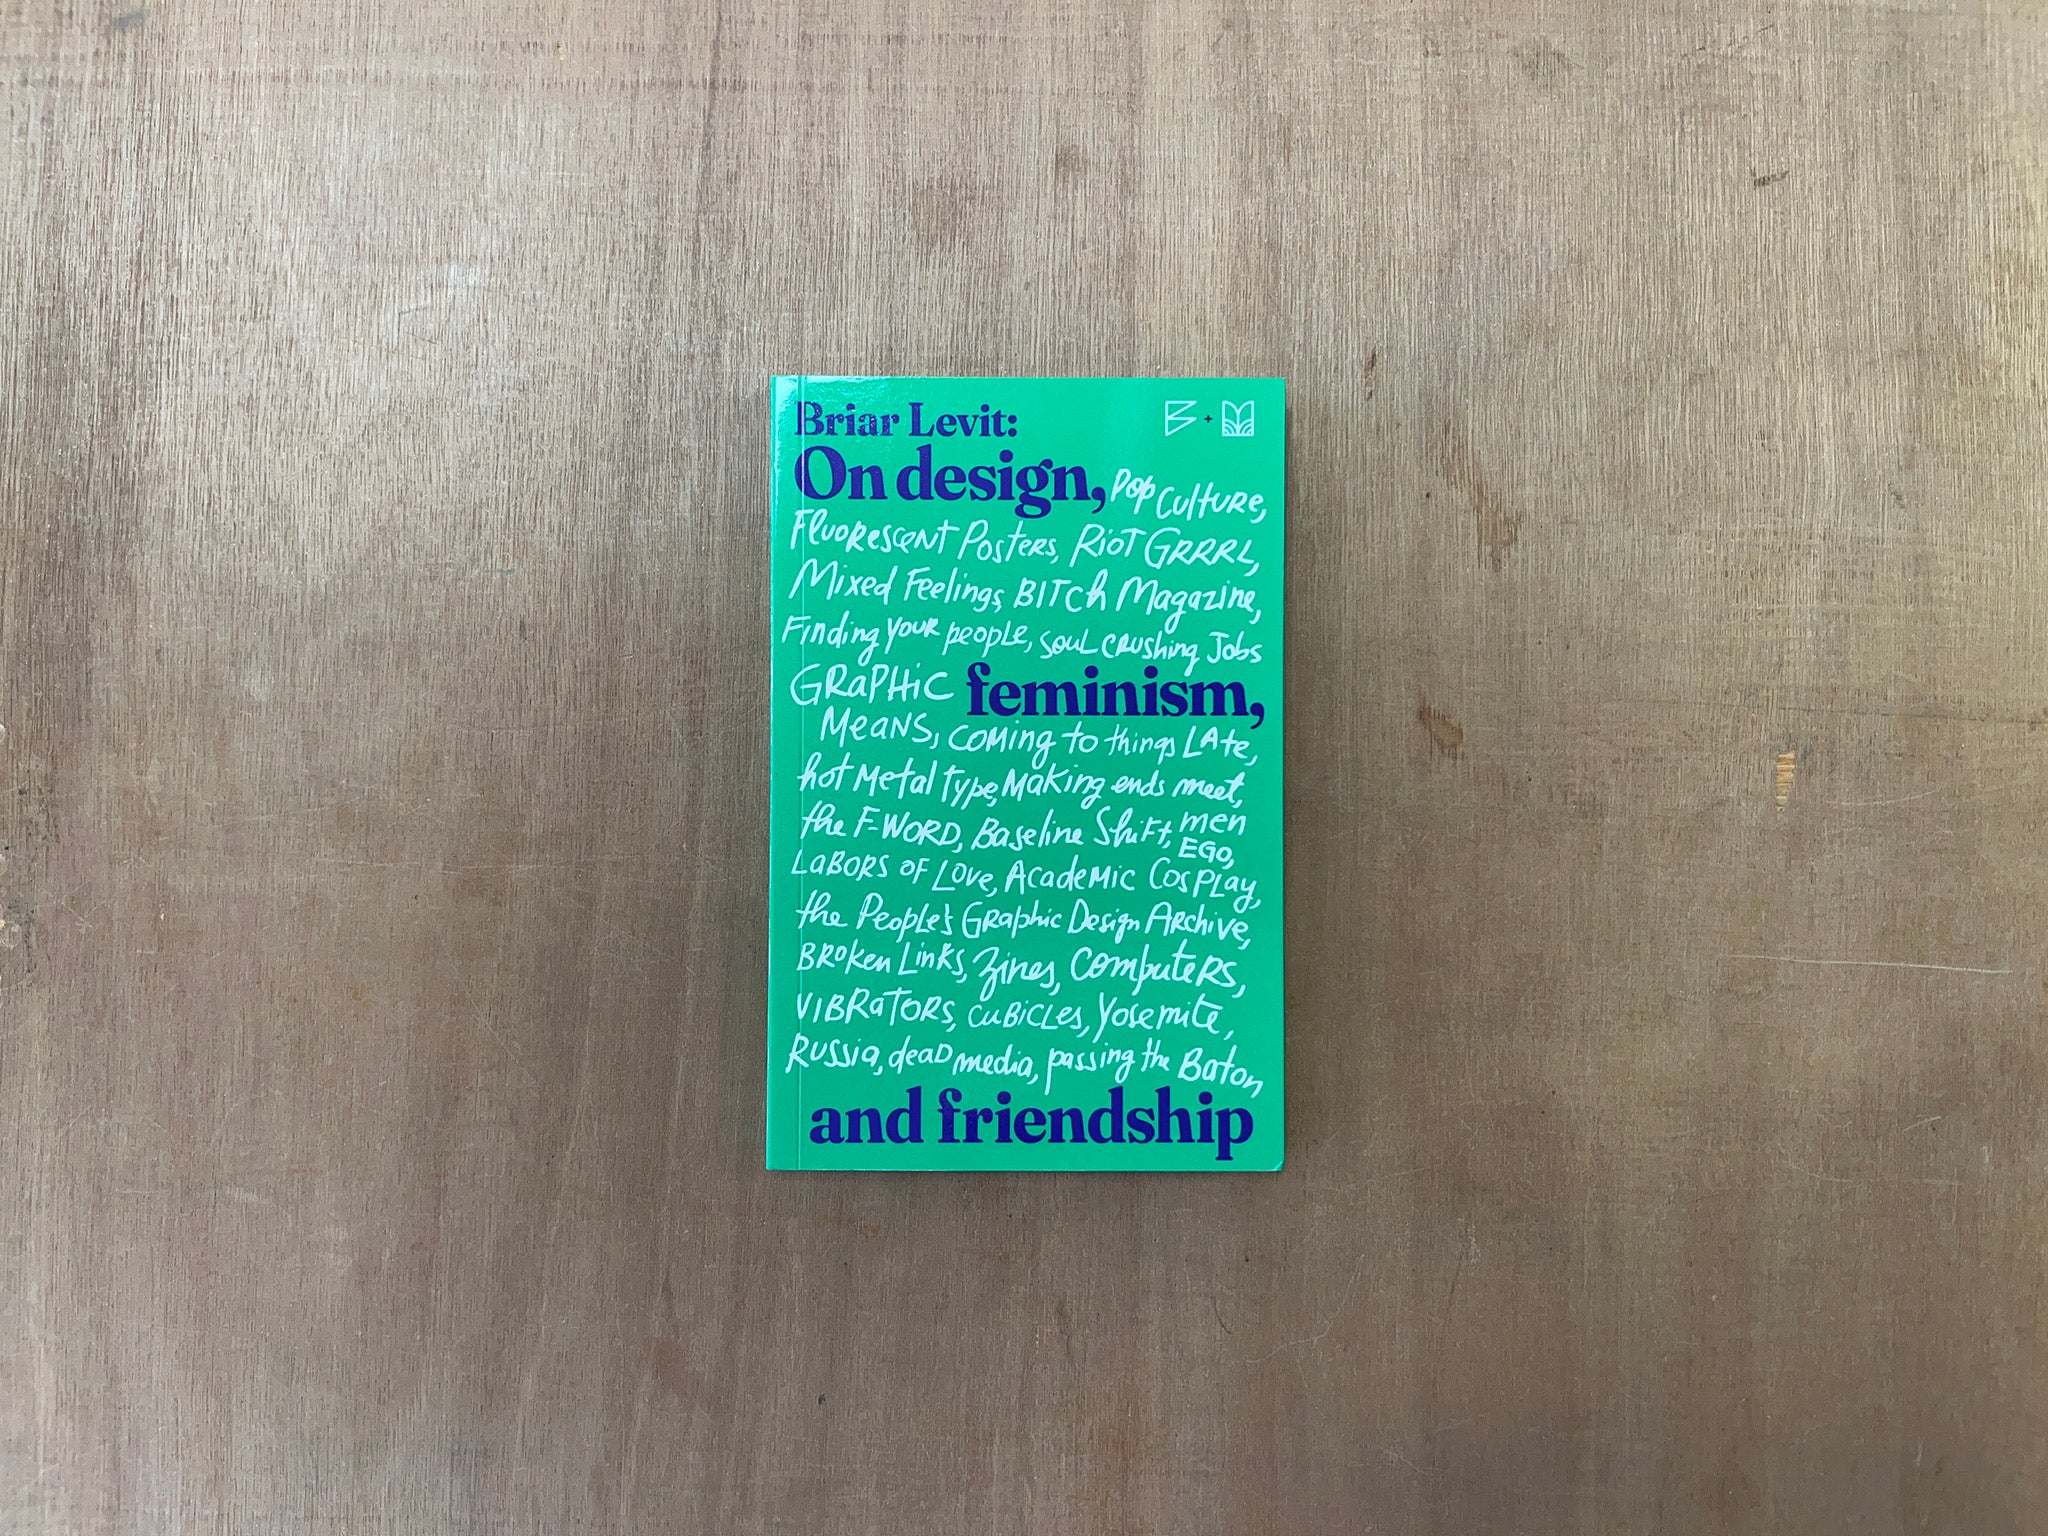 Briar Levit:
B +
On design, Pop Culture,
Fluorescent Posters, Riot GRRRL,
Mixed Feelings, BITCH Magazine,
Finding your people, soul crushing Jobs
GRAPHIC feminism,
Means, coming to things Late,
hot Metal type, Making ends meet,
the F-WORD, Baseline Shift, men
EGO,
LABORS OF Love, Academic Cosplay,
the People's Graphic Design Archive,
Broken Links, Zines, Computers,
VIBRATORS, cubicles, Yosemite,
Russia, dead media, passing the Baton
and friendship